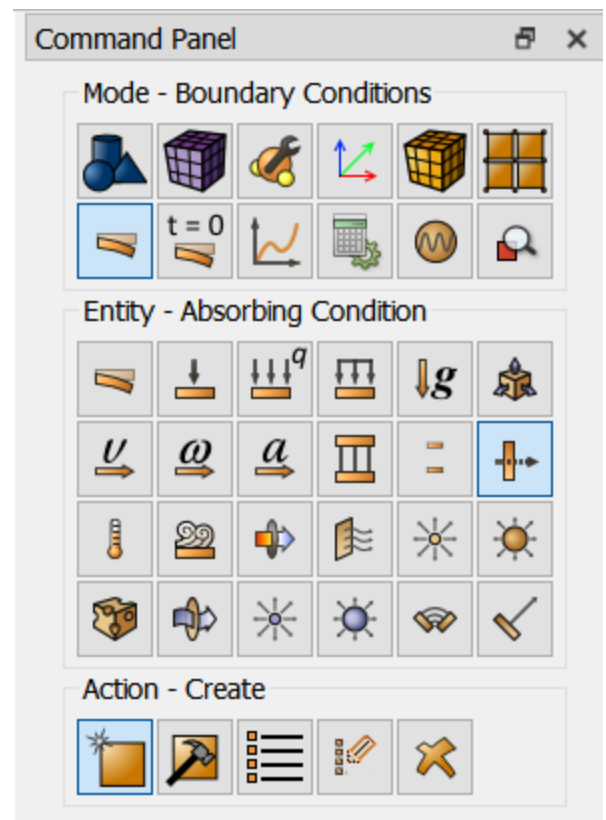 Command Panel
Mode - Boundary Conditions
t = 0
Entity - Absorbing Condition
q
g
υ ω a
Action - Create